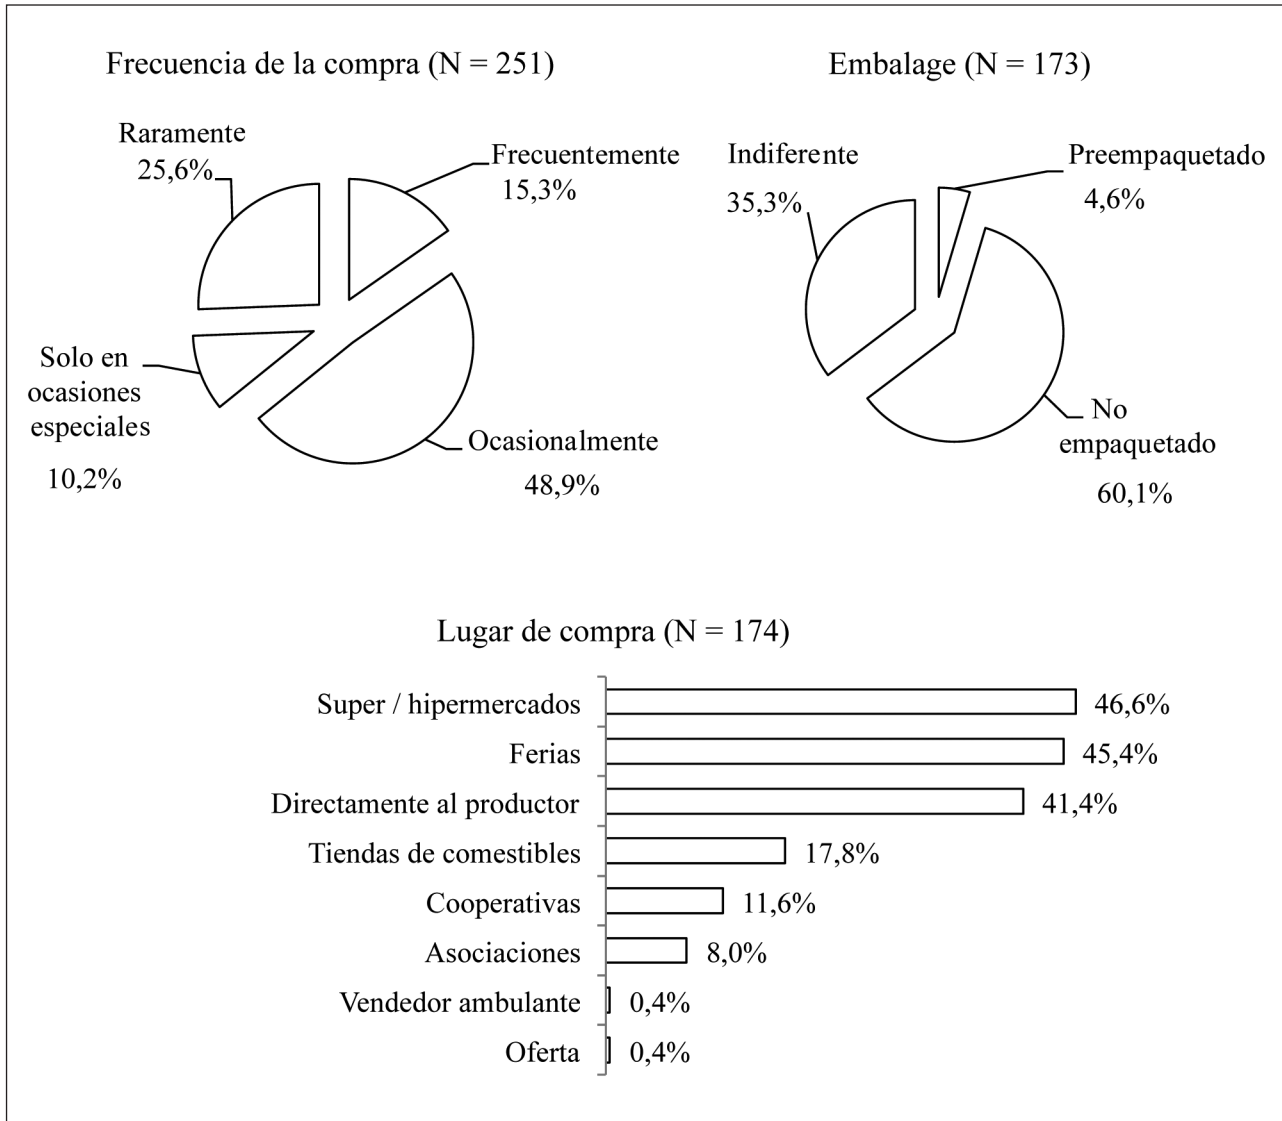 Frecuencia de la compra (N = 251)
Raramente
25,6%
Frecuentemente
15,3%
Solo en
ocasiones
especiales
10,2%
Ocasionalmente
48,9%
Embalage (N = 173)
Indiferente
35,3%
Preempaquetado
4,6%
No
empaquetado
60,1%
Lugar de compra (N = 174)
Super / hipermercados 46,6%
Ferias 45,4%
Directamente al productor 41,4%
Tiendas de comestibles 17,8%
Cooperativas 11,6%
Asociaciones 8,0%
Vendedor ambulante 0,4%
Oferta 0,4%